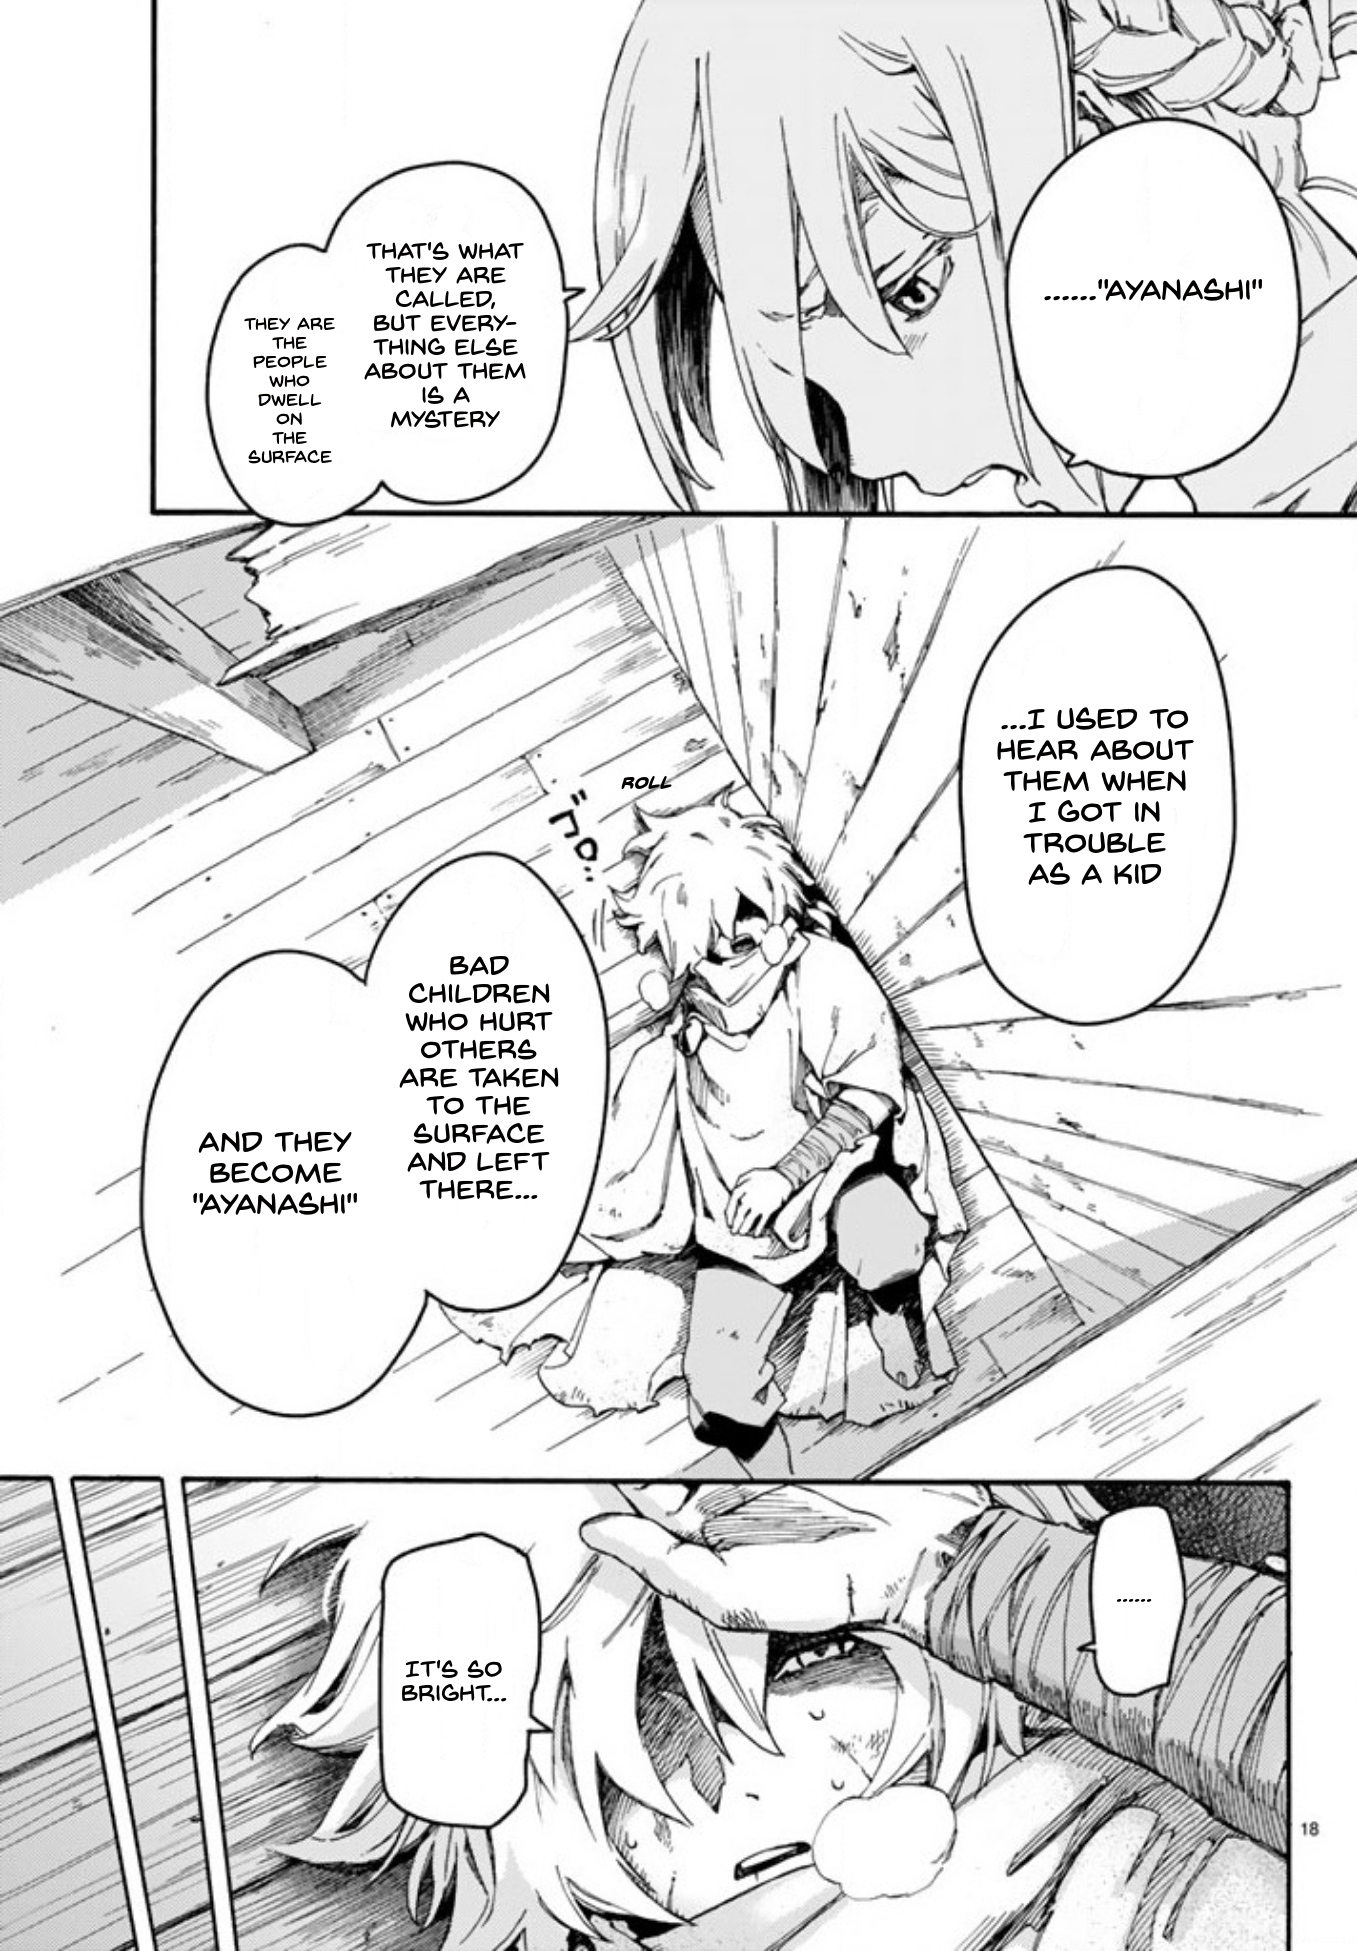 ......"AYANASHI"
THAT'S WHAT
THEY ARE
CALLED,
BUT EVERY-
THING ELSE
ABOUT THEM
IS A
MYSTERY
THEY ARE
THE
PEOPLE
WHO
DWELL
ON
THE
SURFACE
...I USED TO
HEAR ABOUT
THEM WHEN
I GOT IN
TROUBLE
AS A KID
ROLL
ゴロ...
BAD
CHILDREN
WHO HURT
OTHERS
ARE TAKEN
TO THE
SURFACE
AND LEFT
THERE...
AND THEY
BECOME
"AYANASHI"
......
IT'S SO
BRIGHT...
18